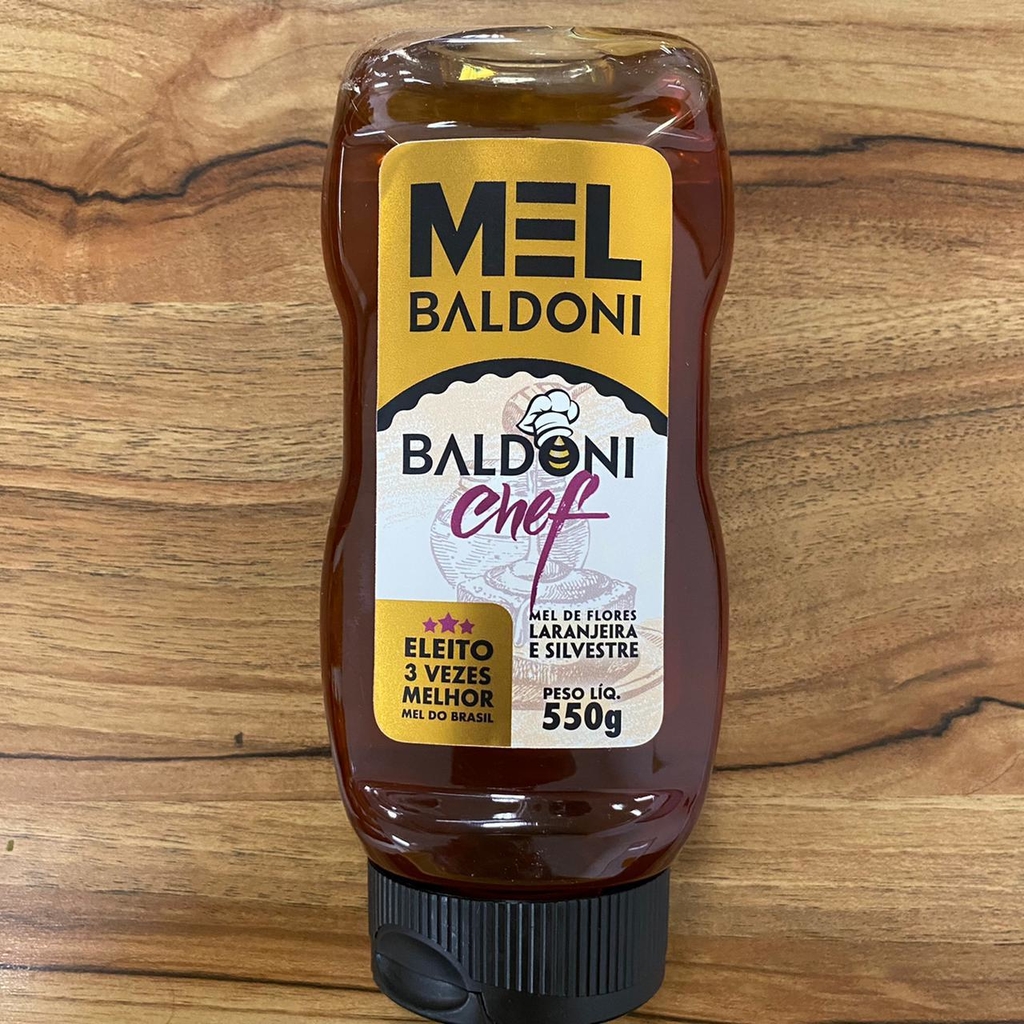 MEL
BALDONI
BALDONI
Chef
MEL DE FLORES
LARANJEIRA
E SILVESTRE
PESO LÍQ.
550g
ELEITO
3 VEZES
MELHOR
MEL DO BRASIL